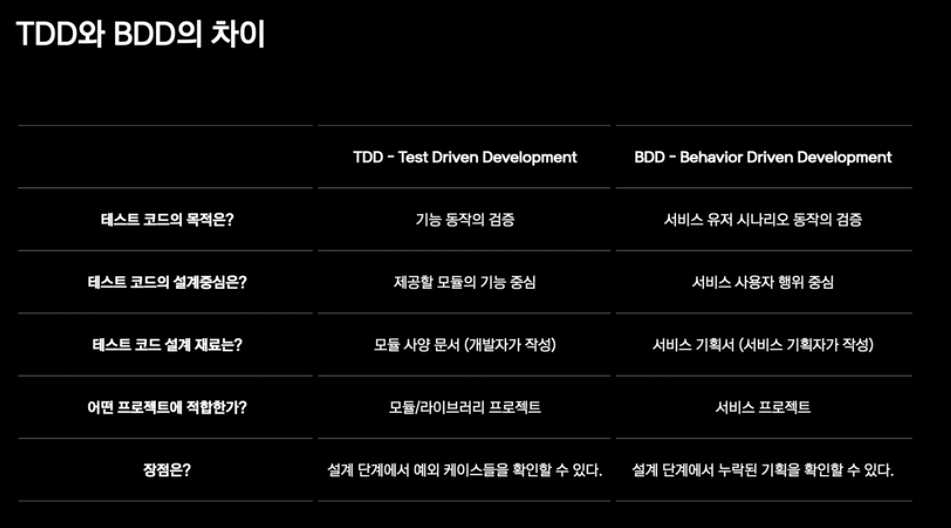 TDD와 BDD의 차이
TDD - Test Driven Development
BDD - Behavior Driven Development
테스트 코드의 목적은?
기능 동작의 검증
서비스 유저 시나리오 동작의 검증
테스트 코드의 설계중심은?
제공할 모듈의 기능 중심
서비스 사용자 행위 중심
테스트 코드 설계 재료는?
모듈 사양 문서 (개발자가 작성)
서비스 기획서 (서비스 기획자가 작성)
어떤 프로젝트에 적합한가?
모듈/라이브러리 프로젝트
서비스 프로젝트
장점은?
설계 단계에서 예외 케이스들을 확인할 수 있다.
설계 단계에서 누락된 기획을 확인할 수 있다.